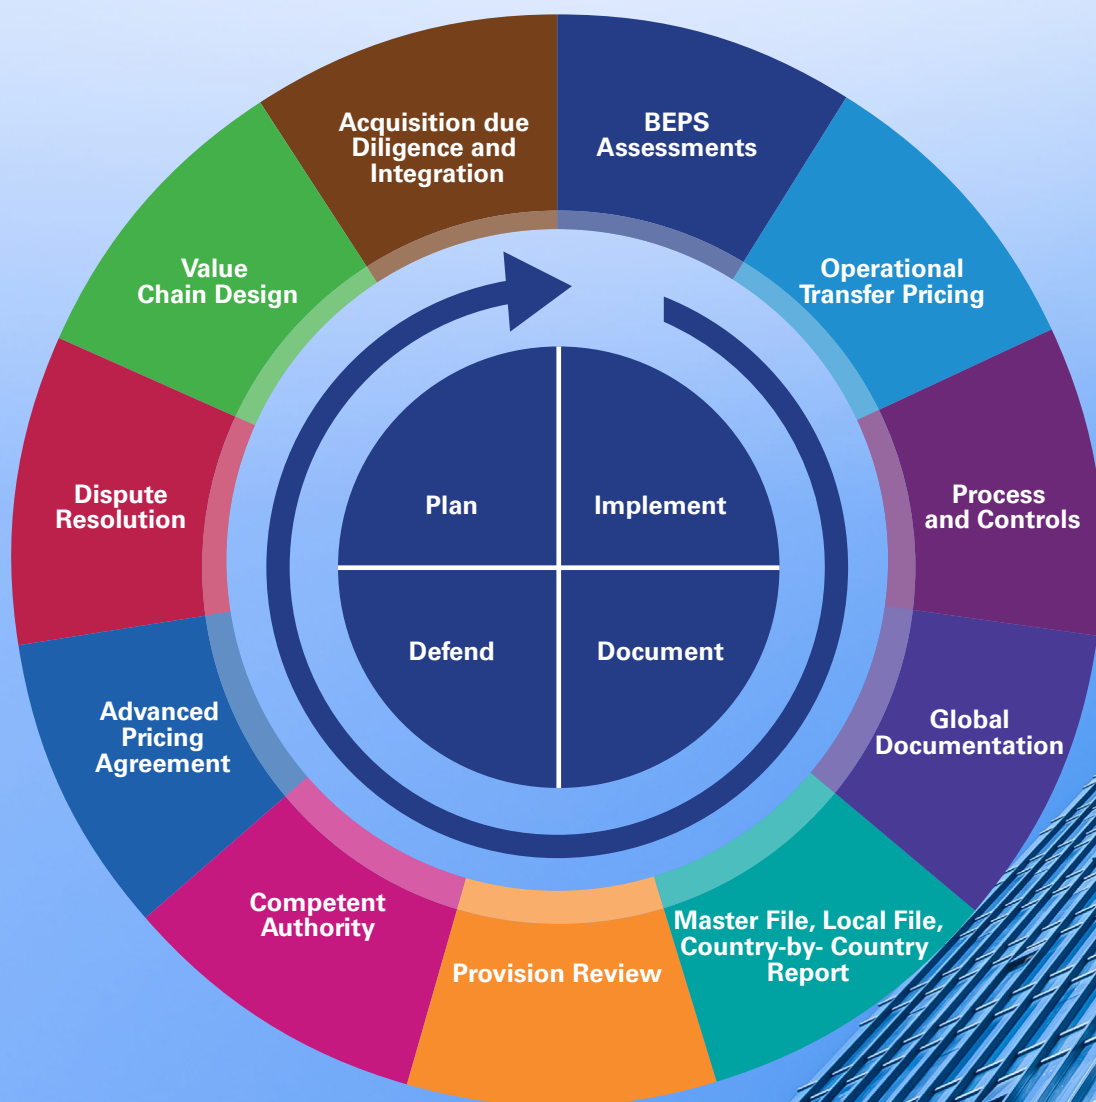 Acquisition due
Diligence and
Integration
BEPS
Assessments
Operational
Transfer Pricing
Process
and Controls
Global
Documentation
Master File, Local File,
Country-by- Country
Report
Provision Review
Competent
Authority
Advanced
Pricing
Agreement
Dispute
Resolution
Value
Chain Design
Plan
Implement
Defend
Document